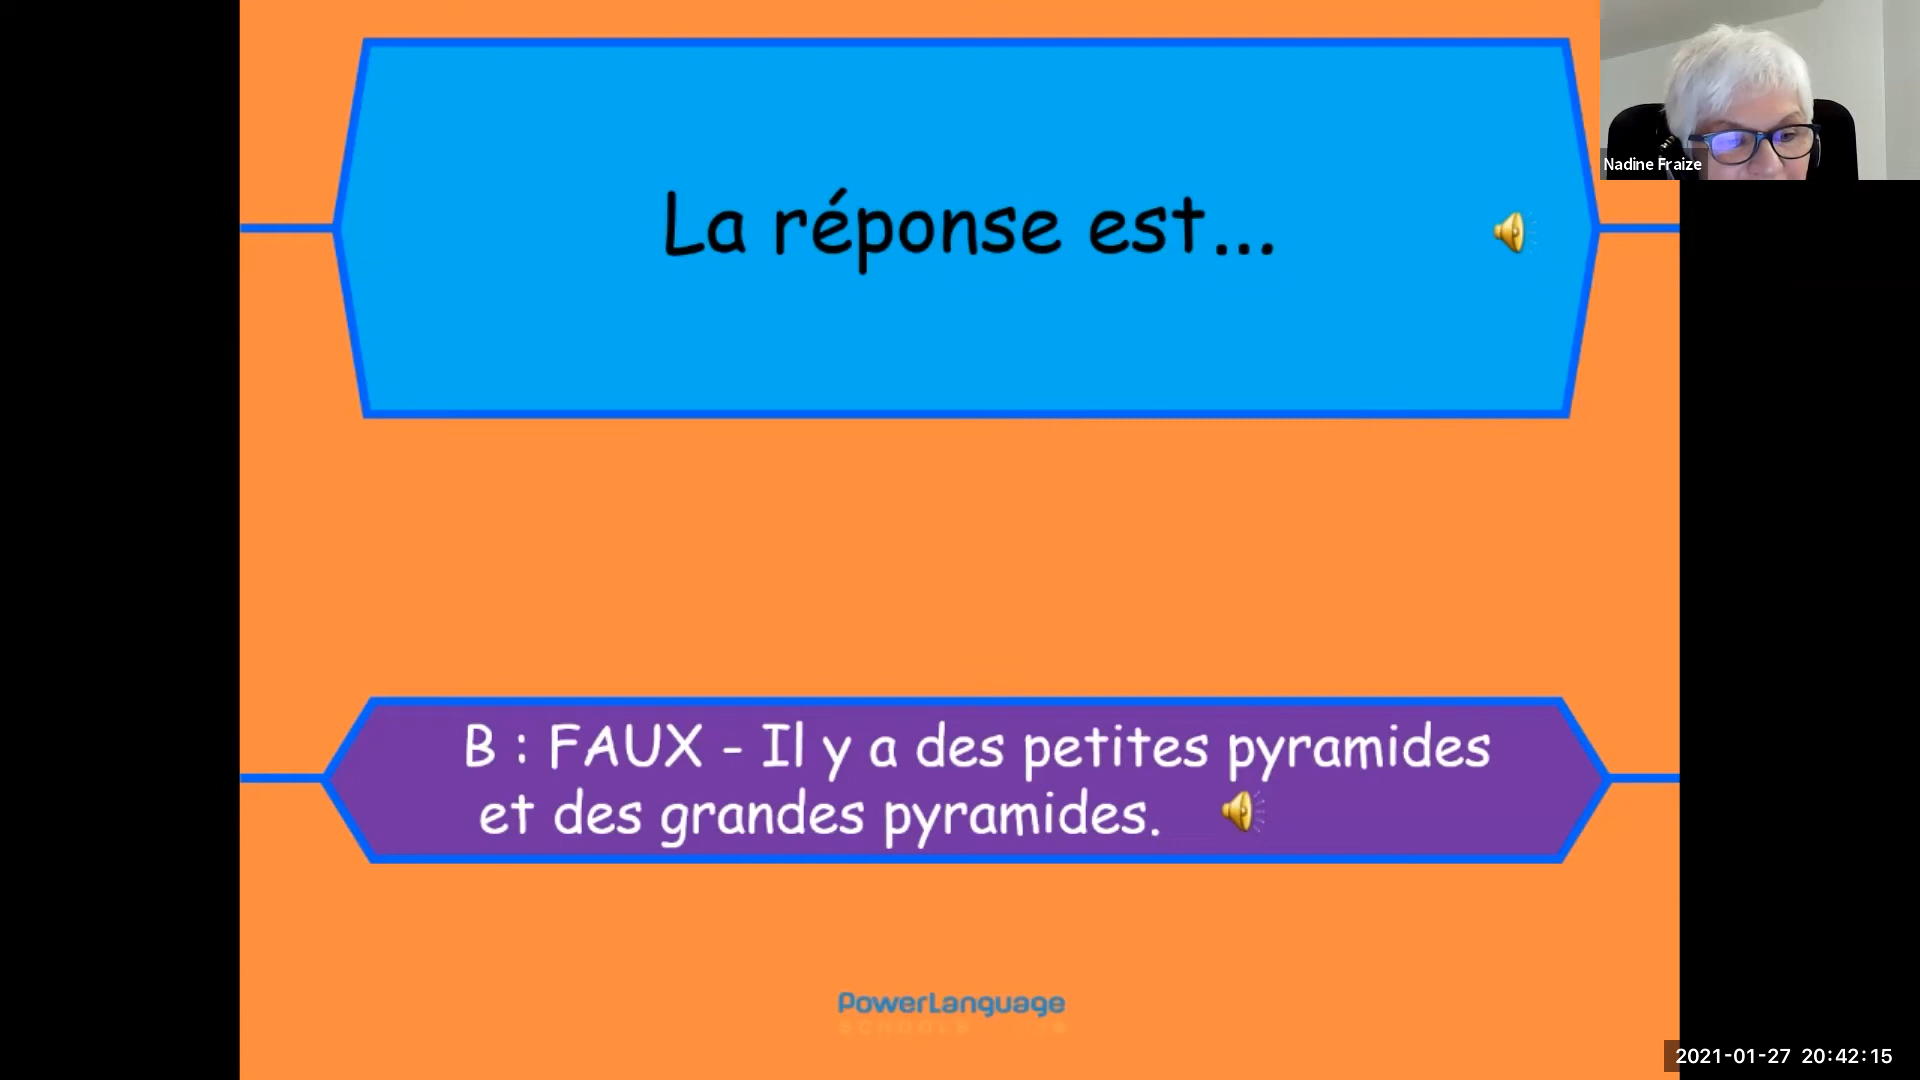 La réponse est...
Nadine Fraize
B : FAUX - Il y a des petites pyramides
et des grandes pyramides.
PowerLanguage
SCHOOLS
2021-01-27 20:42:15